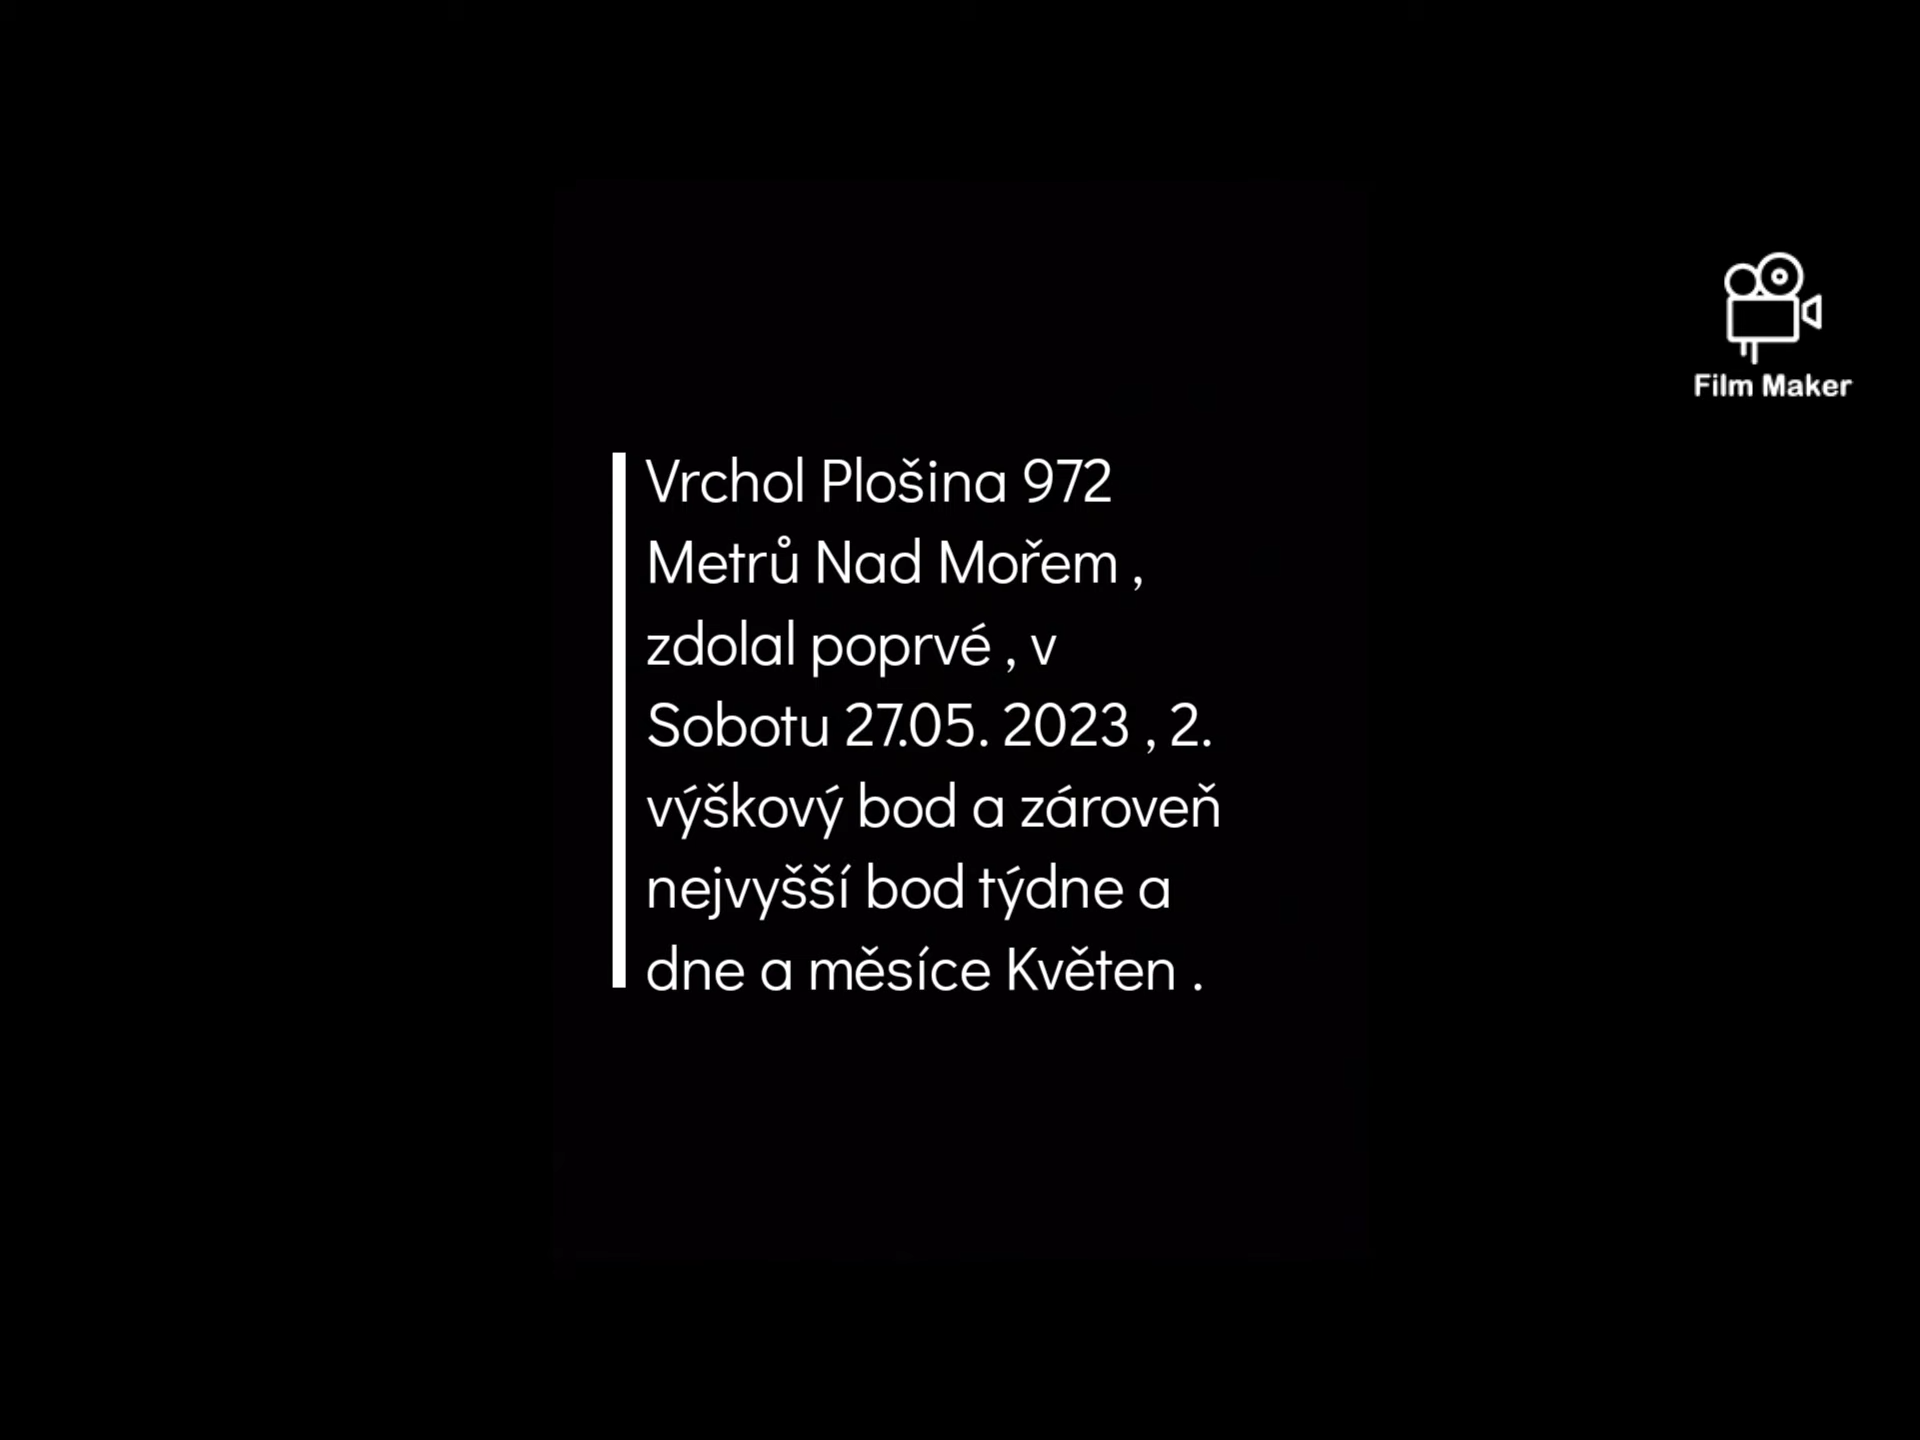 Film Maker
Vrchol Plošina 972
Metrů Nad Mořem ,
zdolal poprvé , v
Sobotu 27.05. 2023 , 2.
výškový bod a zároveň
nejvyšší bod týdne a
dne a měsíce Květen .